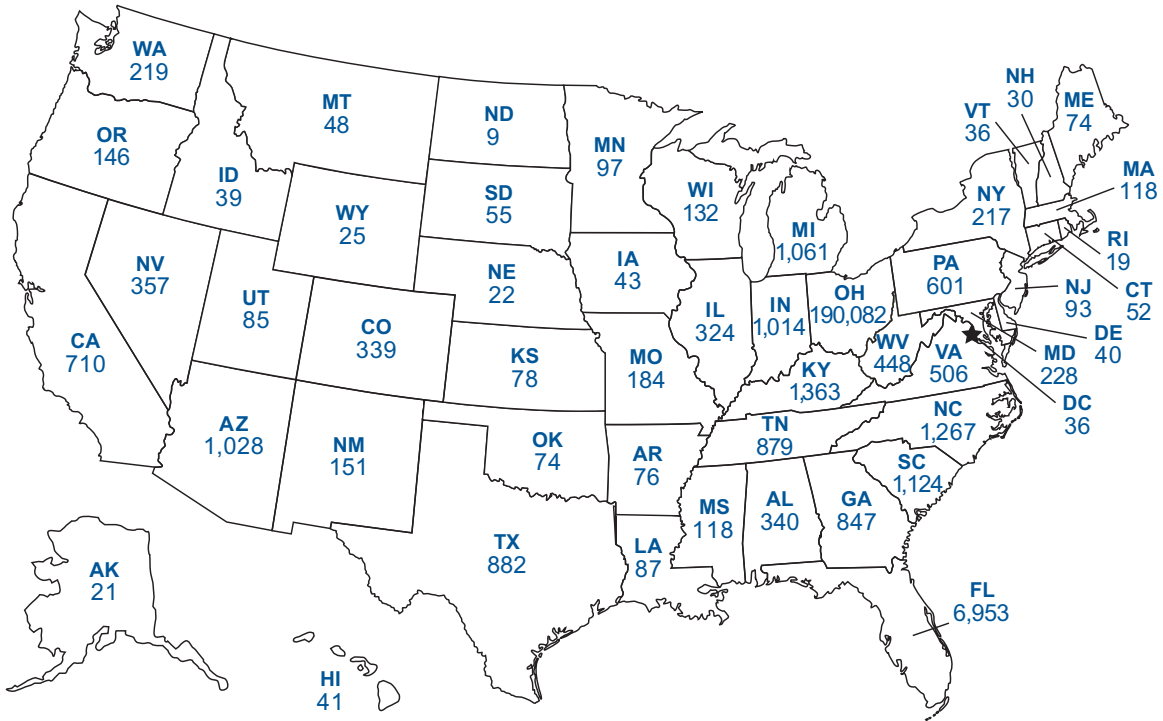 WA
219
OR
146
CA
710
NV
357
ID
39
MT
48
WY
25
UT
85
AZ
1,028
CO
339
NM
151
ND
9
SD
55
NE
22
KS
78
OK
74
TX
882
MN
97
IA
43
MO
184
AR
76
LA
87
WI
132
IL
324
MI
1,061
IN
1,014
OH
190,082
KY
1,363
TN
879
MS
118
AL
340
GA
847
FL
6,953
SC
1,124
NC
1,267
VA
506
WV
448
PA
601
NY
217
VT
36
NH
30
ME
74
MA
118
RI
19
CT
52
NJ
93
DE
40
MD
228
DC
36
AK
21
HI
41